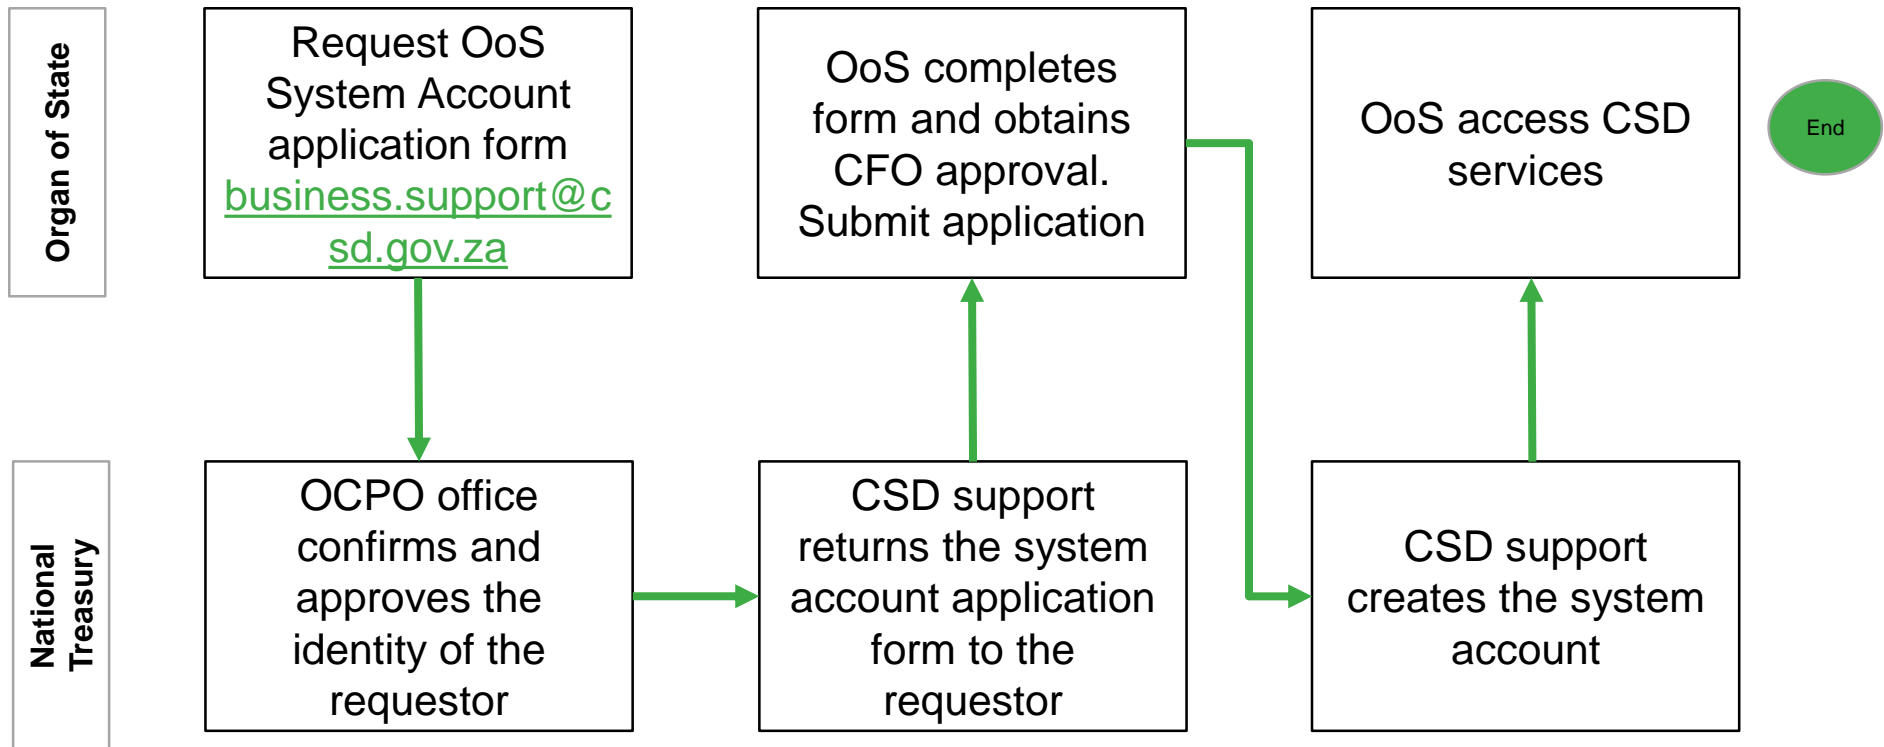 Organ of State
Request OoS
System Account
application form
business.support@c
sd.gov.za
OoS completes
form and obtains
CFO approval.
Submit application
OoS access CSD
services
End
National
Treasury
OCPO office
confirms and
approves the
identity of the
requestor
CSD support
returns the system
account application
form to the
requestor
CSD support
creates the system
account